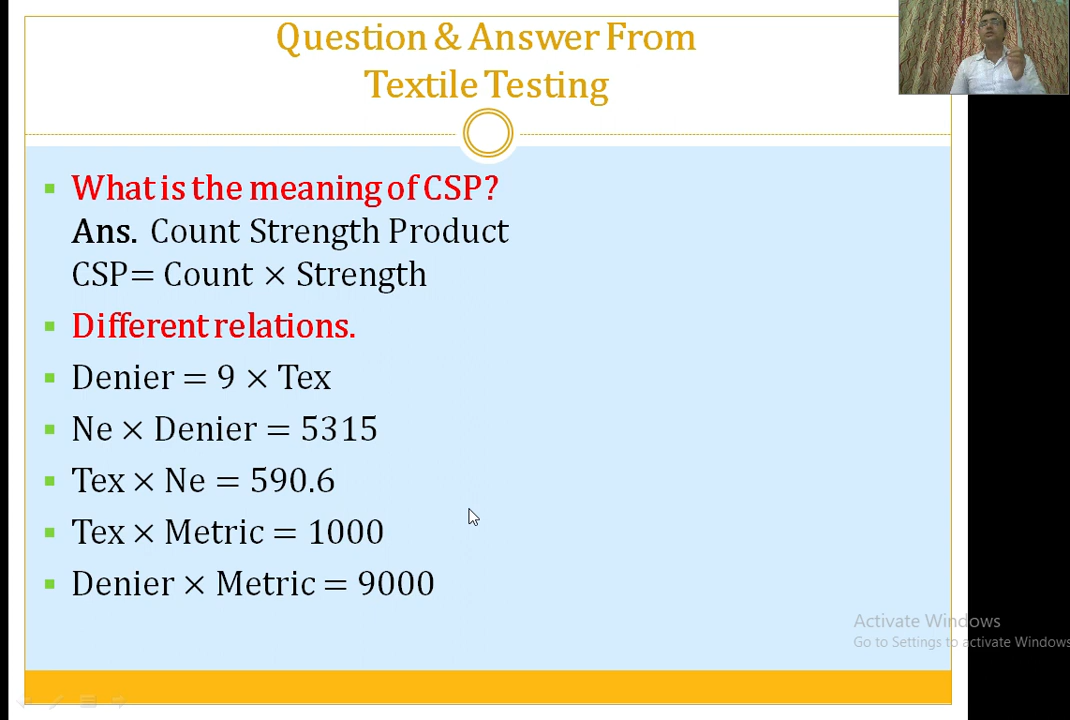 Question & Answer From
Textile Testing
What is the meaning of CSP?
Ans. Count Strength Product
CSP= Count × Strength
Different relations.
Denier = 9 × Tex
Ne × Denier = 5315
Tex × Ne = 590.6
Tex × Metric = 1000
Denier × Metric = 9000
Activate Windows
Go to Settings to activate Windows